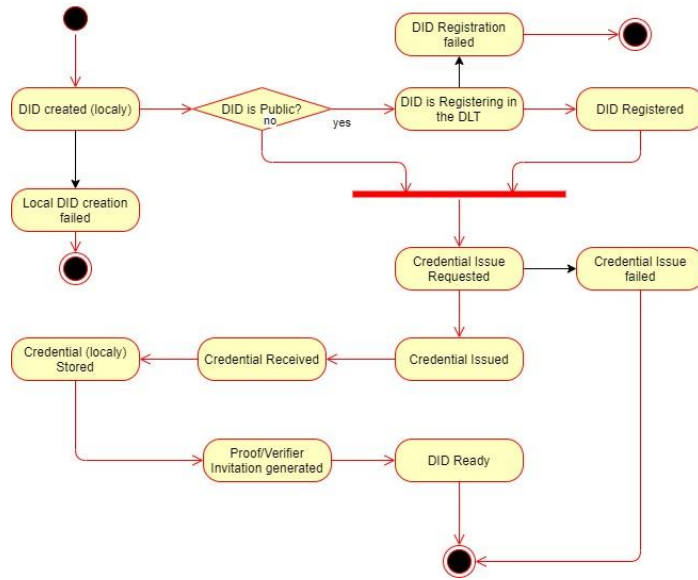 DID Registration
failed
DID created (localy)
DID is Public?
no
yes
DID is Registering in
the DLT
DID Registered
Local DID creation
failed
Credential Issue
Requested
Credential Issue
failed
Credential (localy)
Stored
Credential Received
Credential Issued
Proof/Verifier
Invitation generated
DID Ready